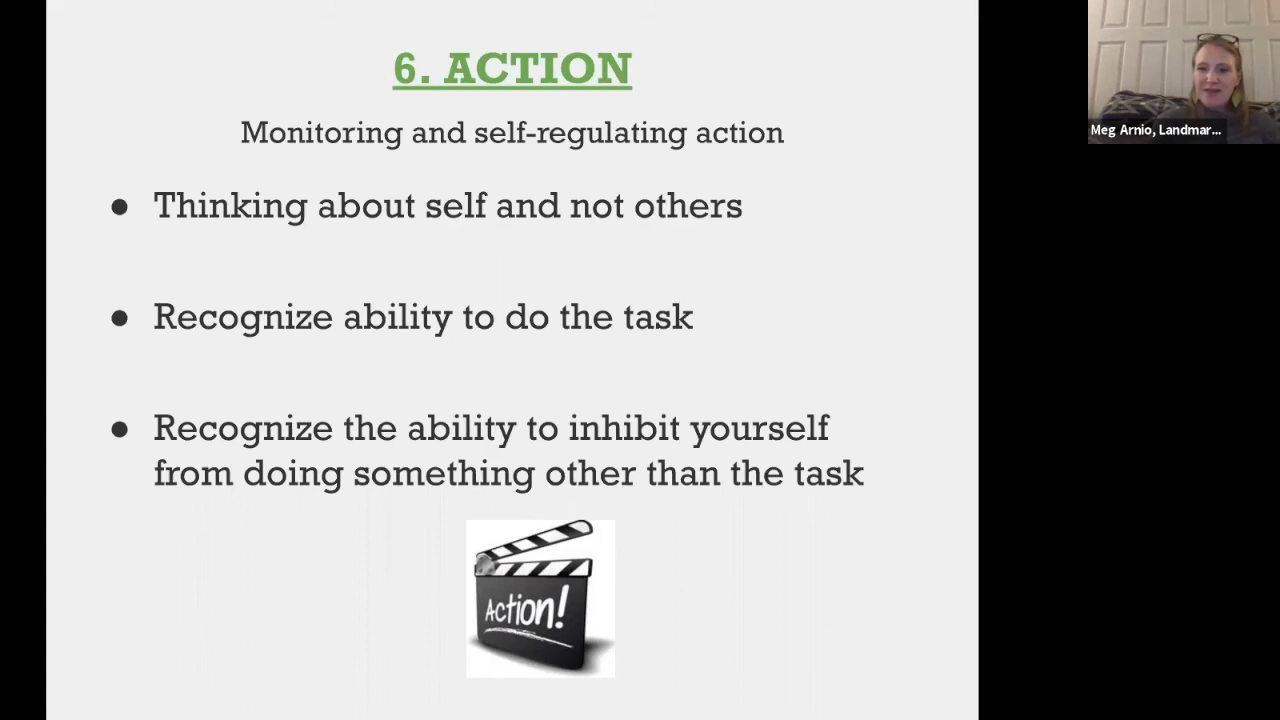 6. ACTION
Monitoring and self-regulating action
● Thinking about self and not others
● Recognize ability to do the task
● Recognize the ability to inhibit yourself
from doing something other than the task
Action!
Meg Arnio, Landmar...